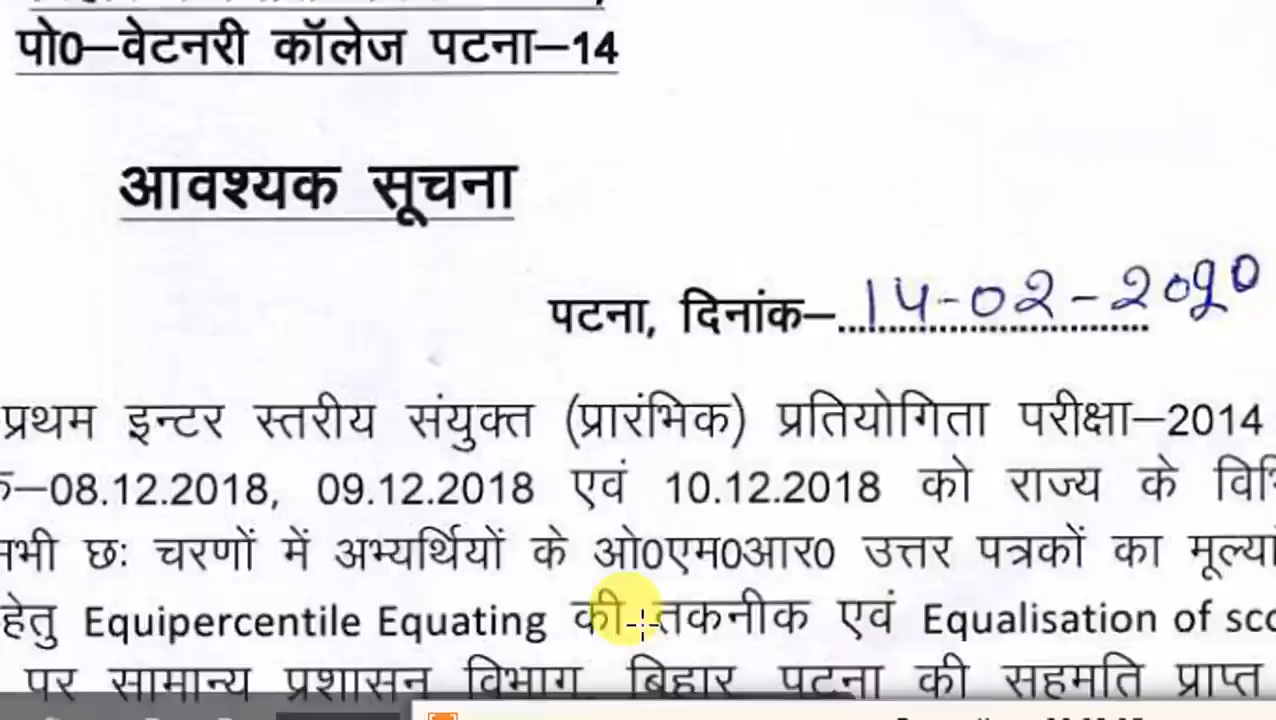 पो0–वेटनरी कॉलेज पटना–14
आवश्यक सूचना
पटना, दिनांक–14-02-2020
प्रथम इन्टर स्तरीय संयुक्त (प्रारंभिक) प्रतियोगिता परीक्षा–2014
–08.12.2018, 09.12.2018 एवं 10.12.2018 को राज्य के
छः चरणों में अभ्यर्थियों के ओ0एम0आर0 उत्तर पत्रकों का
हेतु Equipercentile Equating की तकनीक एवं Equalisation of
पर सामान्य प्रशासन विभाग, बिहार पटना की सहमति प्राप्त